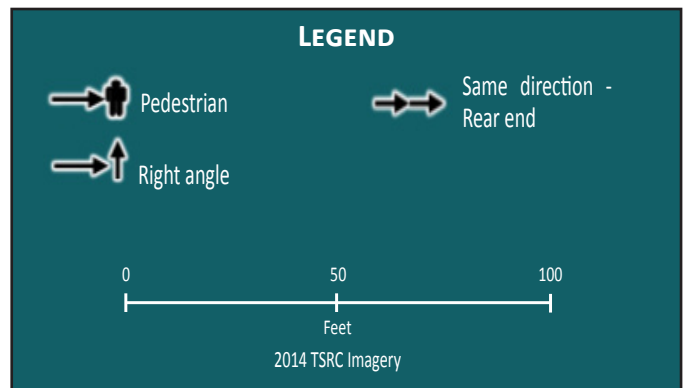 LEGEND
Pedestrian
Same direction -
Rear end
Right angle
0 50 100
Feet
2014 TSRC Imagery